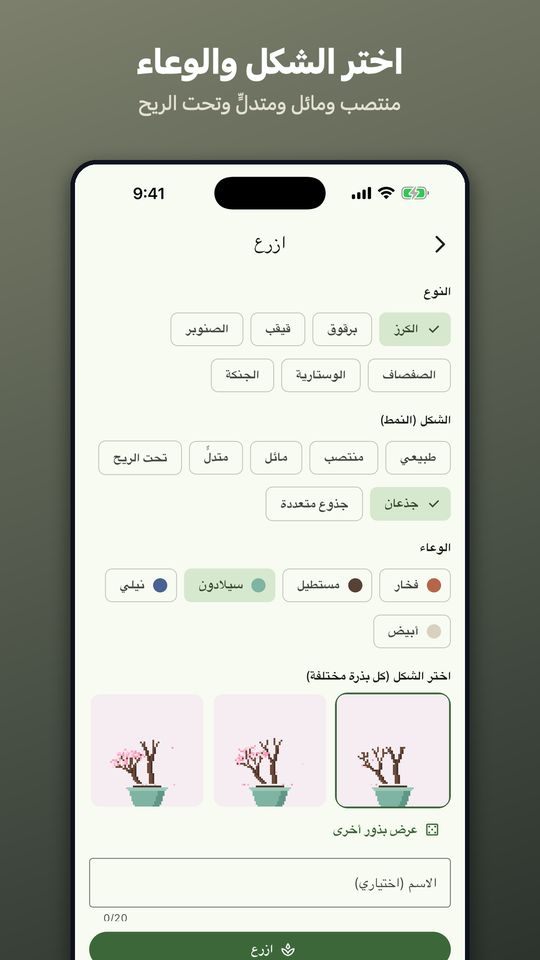 اختر الشكل والوعاء
منتصب ومائل ومتدلٍّ وتحت الريح
9:41
ازرع
النوع
الكرز برقوق قيقب الصنوبر
الصفصاف الوستارية الجنكة
الشكل (النمط)
طبيعي منتصب مائل متدلٍّ تحت الريح
جذعان جذوع متعددة
الوعاء
فخار مستطيل سيلادون نيلي
أبيض
اختر الشكل (كل بذرة مختلفة)
عرض بذور أخرى
الاسم (اختياري)
0/20
ازرع